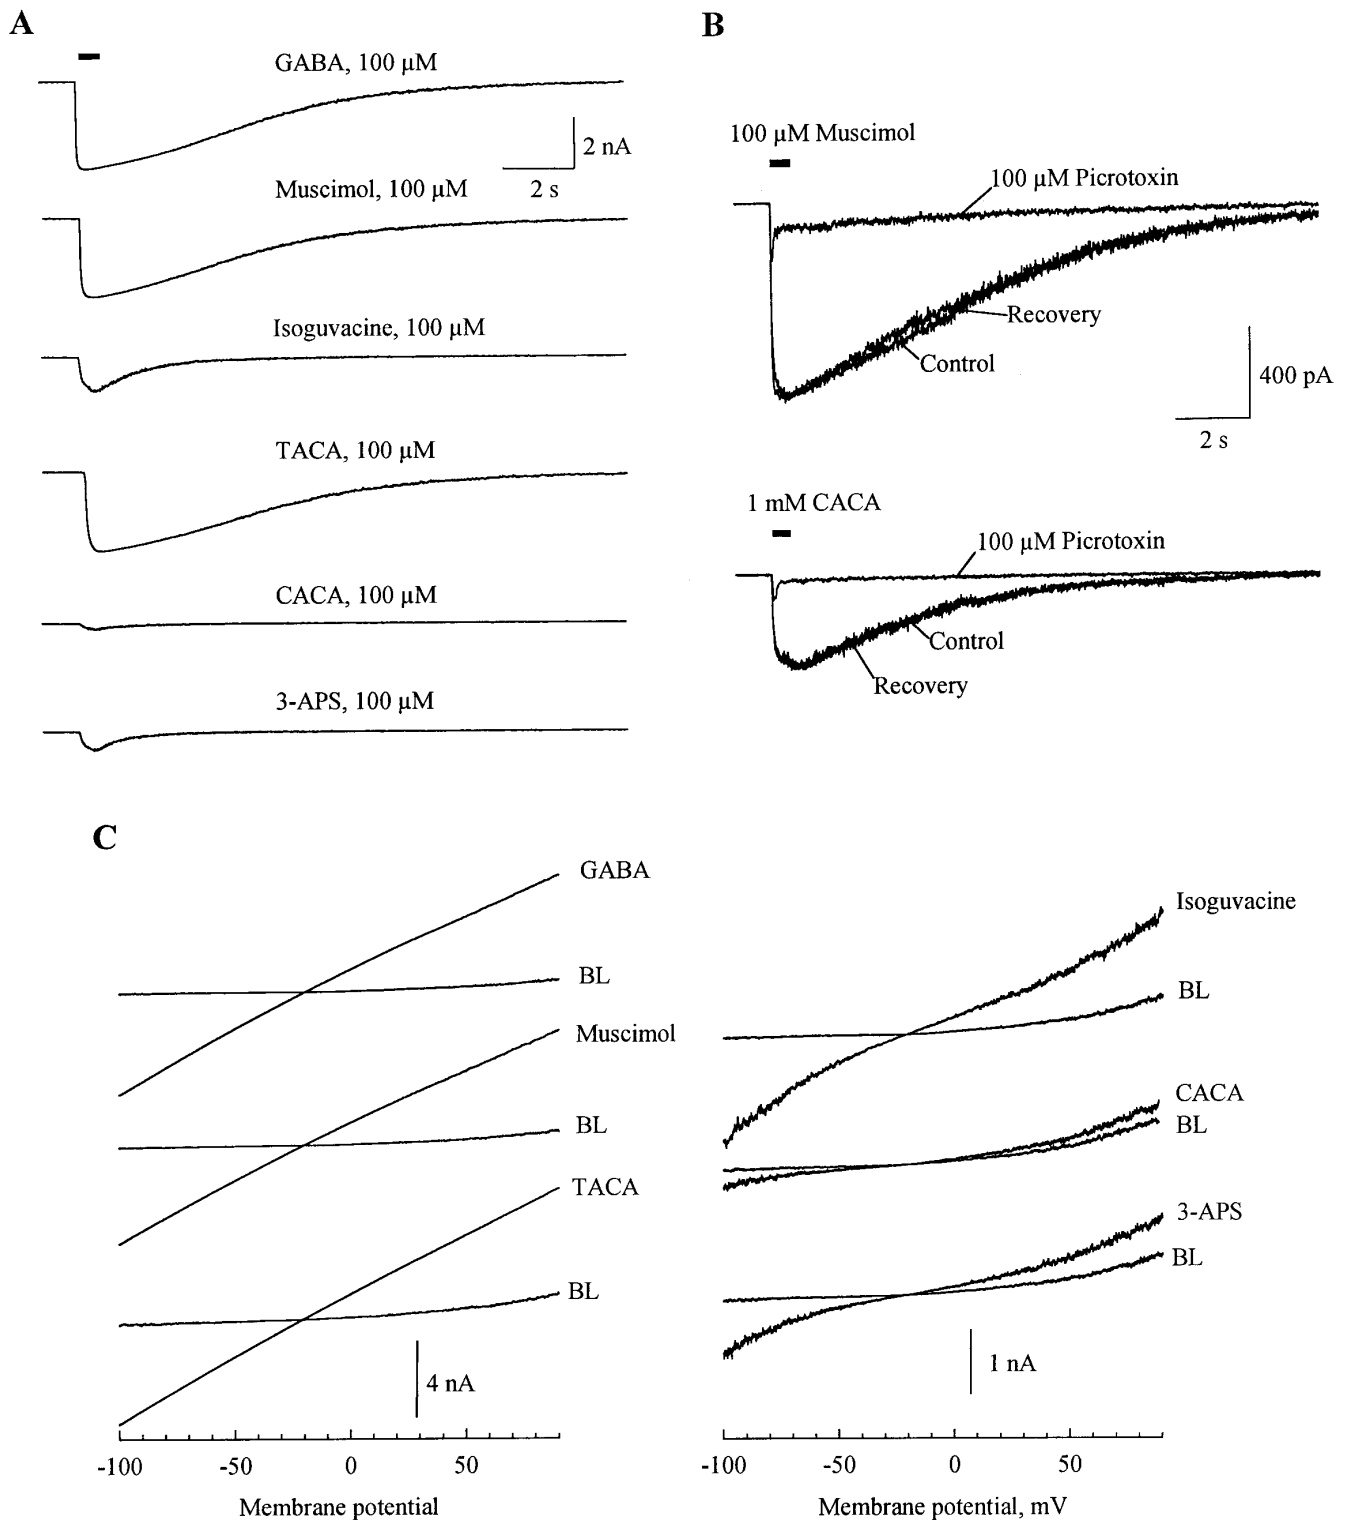 A
GABA, 100 μM
2 nA
2 s
Muscimol, 100 μM
Isoguvacine, 100 μM
TACA, 100 μM
CACA, 100 μM
3-APS, 100 μM
B
100 μM Muscimol
100 μM Picrotoxin
Recovery
Control
400 pA
2 s
1 mM CACA
100 μM Picrotoxin
Control
Recovery
C
GABA
BL
Muscimol
BL
TACA
BL
4 nA
-100 -50 0 50
Membrane potential
Isoguvacine
BL
CACA
BL
3-APS
BL
1 nA
-100 -50 0 50
Membrane potential, mV